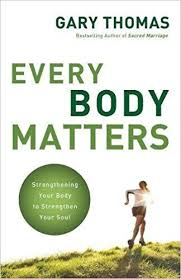 GARY THOMAS
Bestselling Author of Sacred Marriage
EVERY
BODY
MATTERS
Strengthening
Your Body
to Strengthen
Your Soul